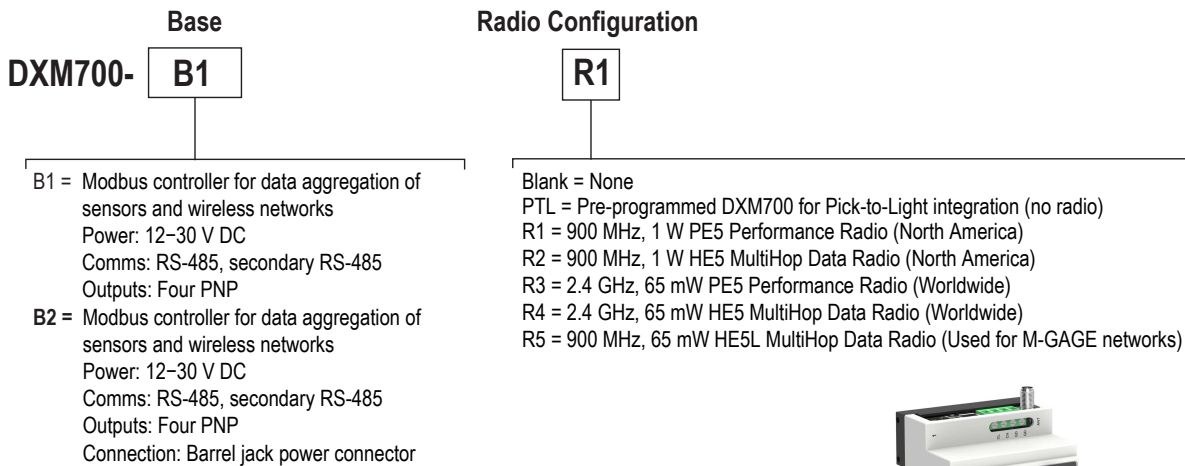 Base
Radio Configuration
DXM700- B1
R1
B1 = Modbus controller for data aggregation of
sensors and wireless networks
Power: 12−30 V DC
Comms: RS-485, secondary RS-485
Outputs: Four PNP
B2 = Modbus controller for data aggregation of
sensors and wireless networks
Power: 12−30 V DC
Comms: RS-485, secondary RS-485
Outputs: Four PNP
Connection: Barrel jack power connector
Blank = None
PTL = Pre-programmed DXM700 for Pick-to-Light integration (no radio)
R1 = 900 MHz, 1 W PE5 Performance Radio (North America)
R2 = 900 MHz, 1 W HE5 MultiHop Data Radio (North America)
R3 = 2.4 GHz, 65 mW PE5 Performance Radio (Worldwide)
R4 = 2.4 GHz, 65 mW HE5 MultiHop Data Radio (Worldwide)
R5 = 900 MHz, 65 mW HE5L MultiHop Data Radio (Used for M-GAGE networks)